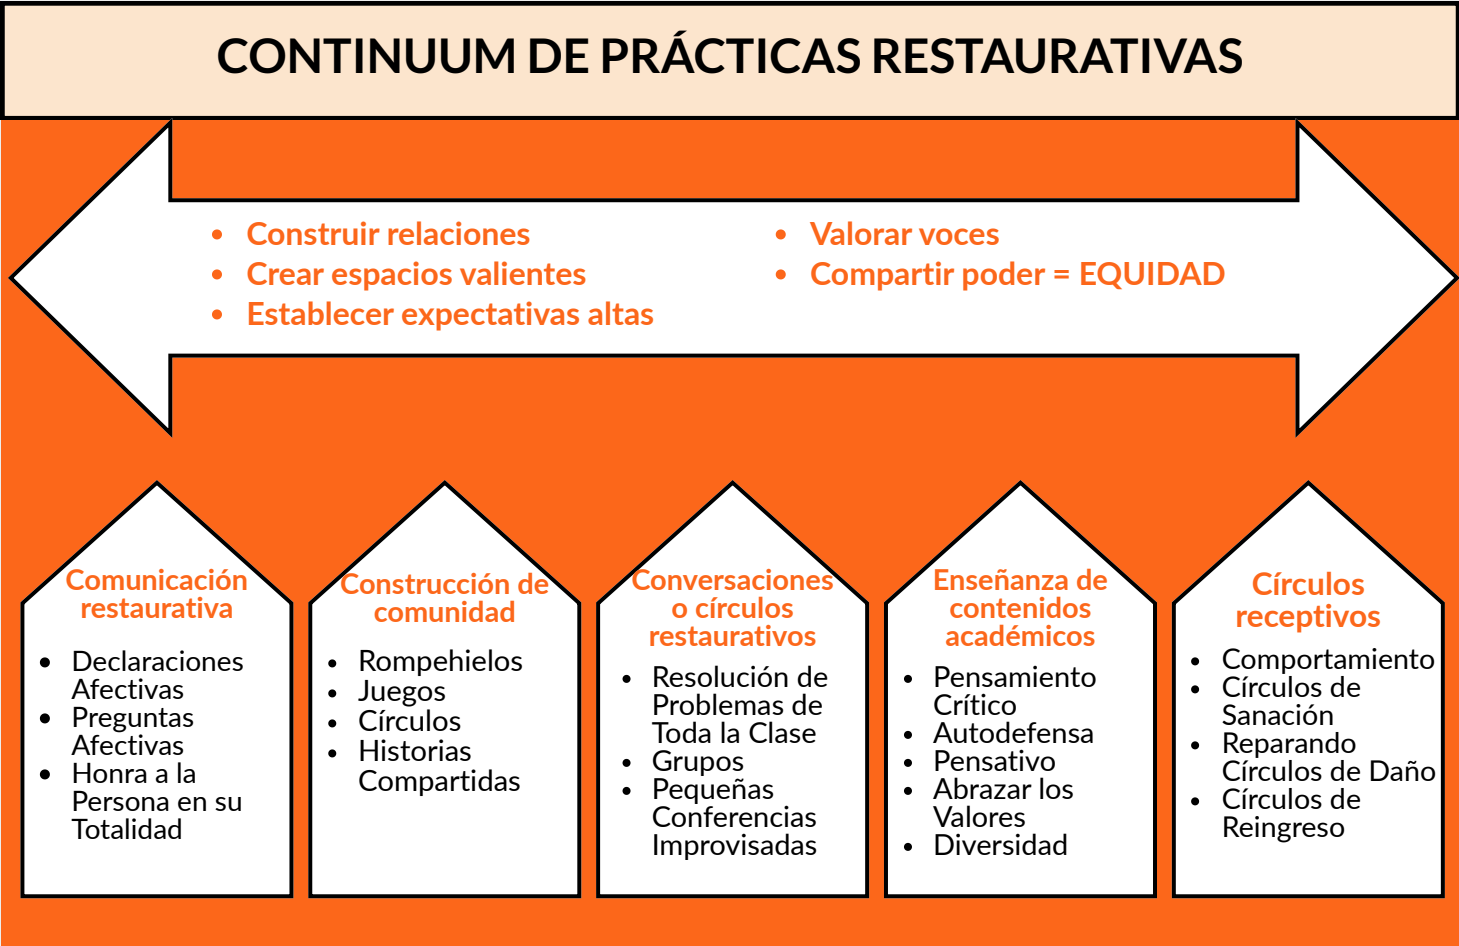 CONTINUUM DE PRÁCTICAS RESTAURATIVAS
• Construir relaciones
• Crear espacios valientes
• Establecer expectativas altas
• Valorar voces
• Compartir poder = EQUIDAD
Comunicación
restaurativa
• Declaraciones
Afectivas
• Preguntas
Afectivas
• Honra a la
Persona en su
Totalidad
Construcción de
comunidad
• Rompehielos
• Juegos
• Círculos
• Historias
Compartidas
Conversaciones
o círculos
restaurativos
• Resolución de
Problemas de
Toda la Clase
• Grupos
• Pequeñas
Conferencias
Improvisadas
Enseñanza de
contenidos
académicos
• Pensamiento
Crítico
• Autodefensa
• Pensativo
• Abrazar los
Valores
• Diversidad
Círculos
receptivos
• Comportamiento
• Círculos de
Sanación
• Reparando
Círculos de Daño
• Círculos de
Reingreso